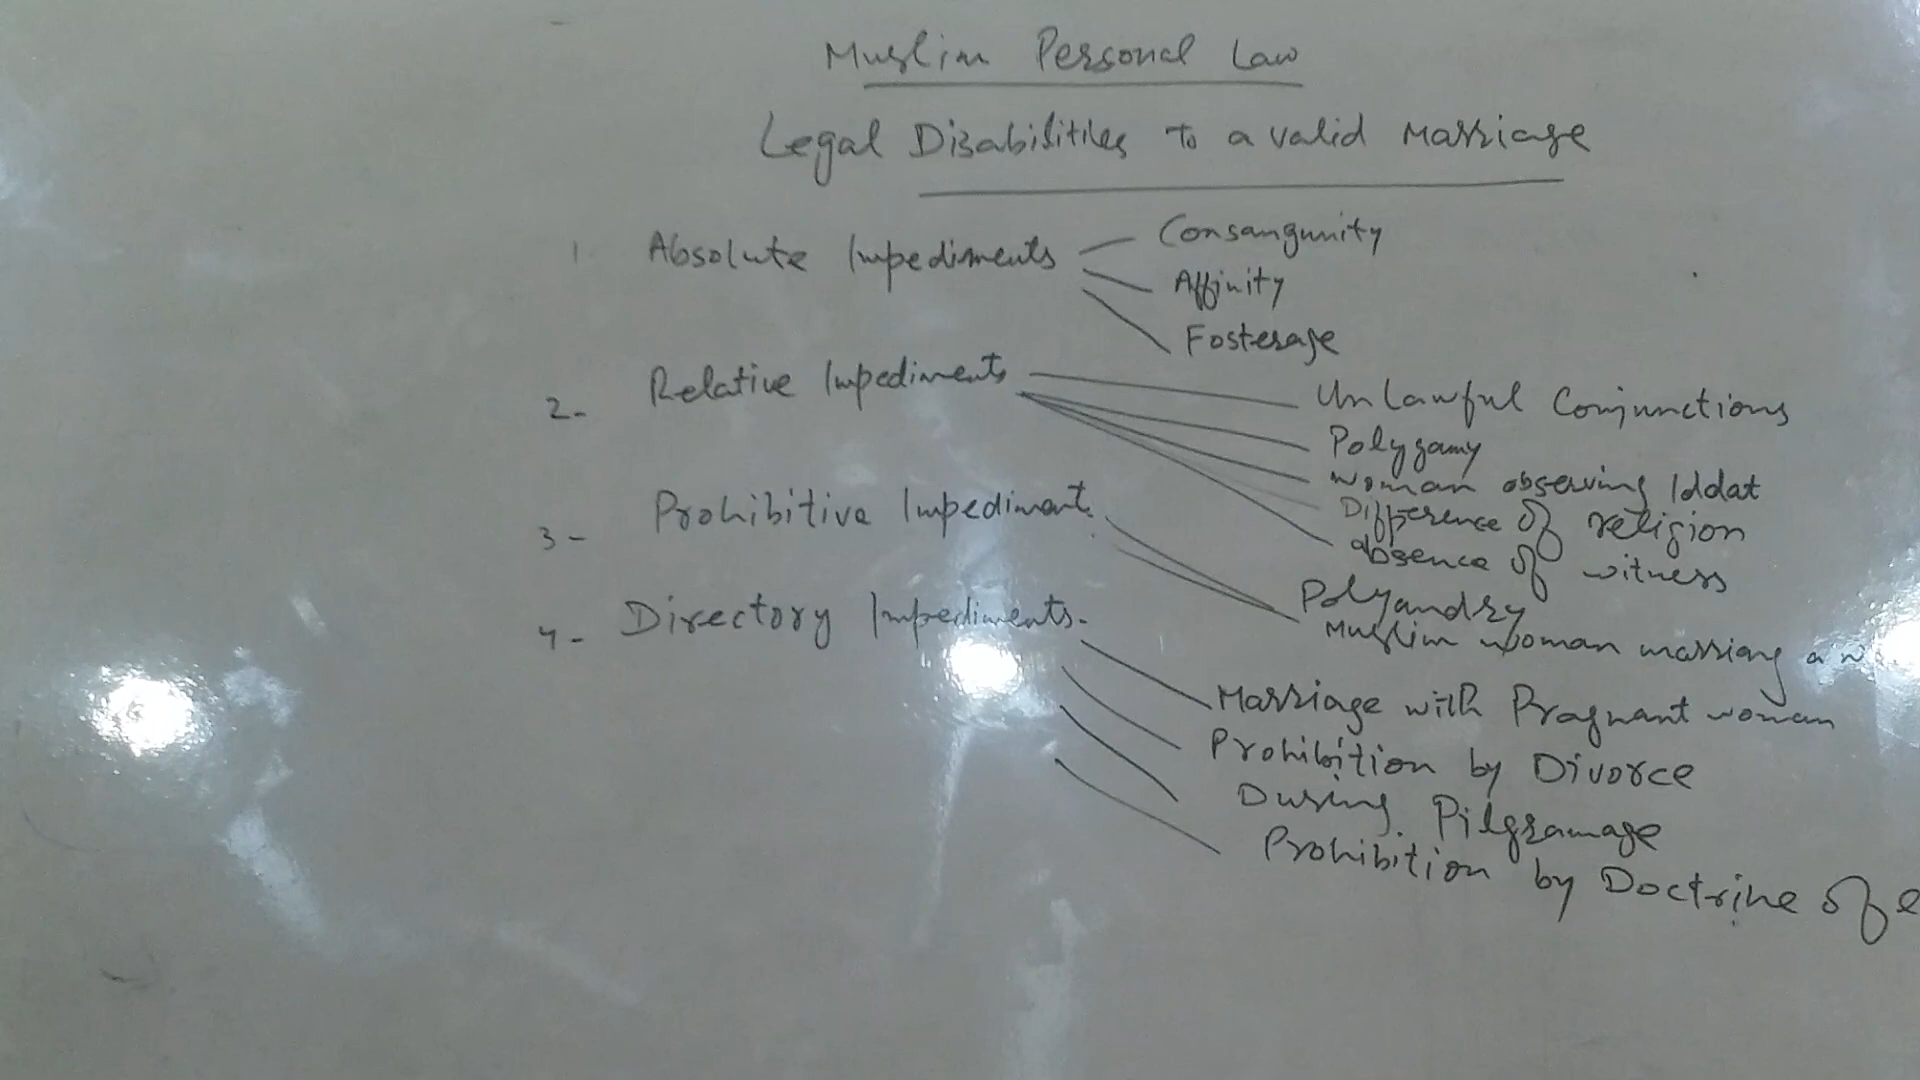 Muslim Personal Law
Legal Disabilities to a valid Marriage
1 Absolute Impediments
Consangunity
Affinity
Fosterage
2- Relative Impediments
Unlawful Conjunctions
Polygamy
woman observing Iddat
Difference of religion
absence of witness
3- Prohibitive Impediment
Polyandry
Muslim woman marriang a
4- Directory Impediments-
Marriage with Pragnant woman
Prohibition by Divorce
During Pilgramage
Prohibition by Doctrine of